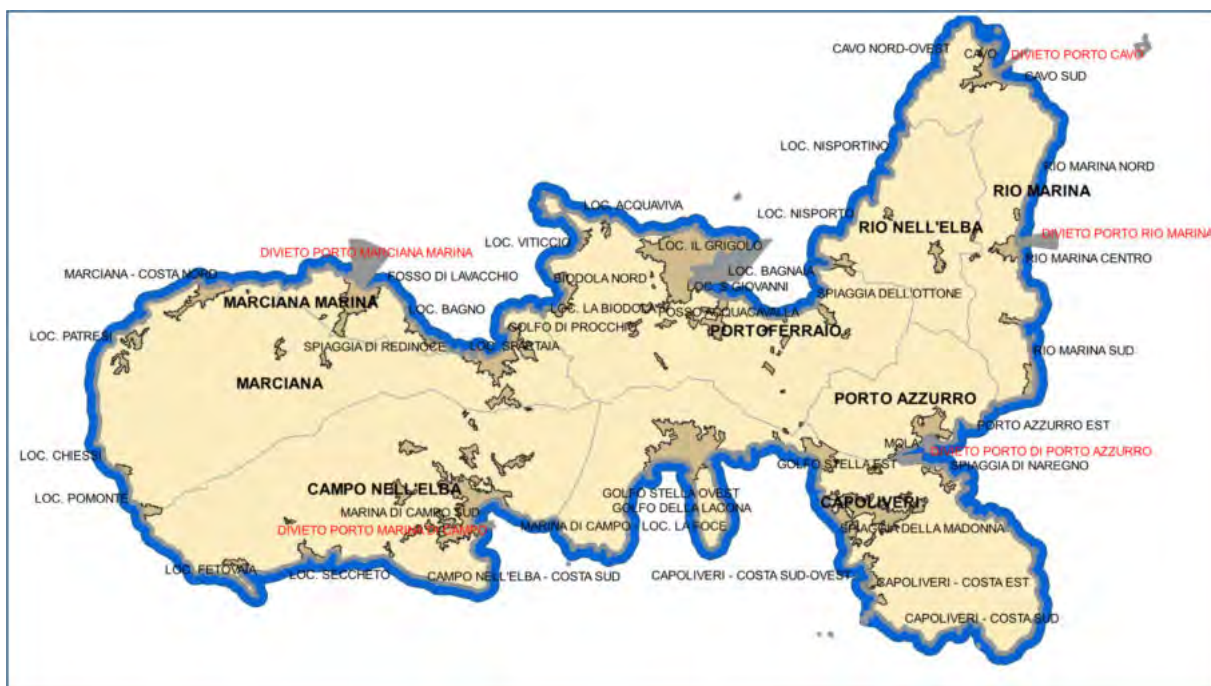 CAVO NORD-OVEST
CAVO
DIVIETO PORTO CAVO
CAVO SUD
LOC. NISPORTINO
RIO MARINA NORD
RIO MARINA
LOC. ACQUAVIVA
LOC. NISPORTO
RIO NELL'ELBA
DIVIETO PORTO RIO MARINA
LOC. VITICCIO
LOC. IL GRIGOLO
DIVIETO PORTO MARCIANA MARINA
RIO MARINA CENTRO
MARCIANA - COSTA NORD
FOSSO DI LAVACCHIO
BIODOLA NORD
LOC. BAGNAIA
LOC. S.GIOVANNI
SPIAGGIA DELL'OTTONE
MARCIANA MARINA
LOC. BAGNO
LOC. LA BIODOLA
FOSSO ACQUACAVALLA
GOLFO DI PROCCHIO
PORTOFERRAIO
LOC. PATRESI
SPIAGGIA DI REDINOCE
LOC. SPARTAIA
RIO MARINA SUD
MARCIANA
PORTO AZZURRO
PORTO AZZURRO EST
MOLA
DIVIETO PORTO DI PORTO AZZURRO
LOC. CHIESSI
GOLFO STELLA EST
SPIAGGIA DI NAREGNO
CAMPO NELL'ELBA
GOLFO STELLA OVEST
LOC. POMONTE
GOLFO DELLA LACONA
CAPOLIVERI
MARINA DI CAMPO SUD
DIVIETO PORTO MARINA DI CAMPO
MARINA DI CAMPO - LOC. LA FOCE
SPIAGGIA DELLA MADONNA
LOC. FETOVAIA
LOC. SECCHETO
CAMPO NELL'ELBA - COSTA SUD
CAPOLIVERI - COSTA SUD-OVEST
CAPOLIVERI - COSTA EST
CAPOLIVERI - COSTA SUD